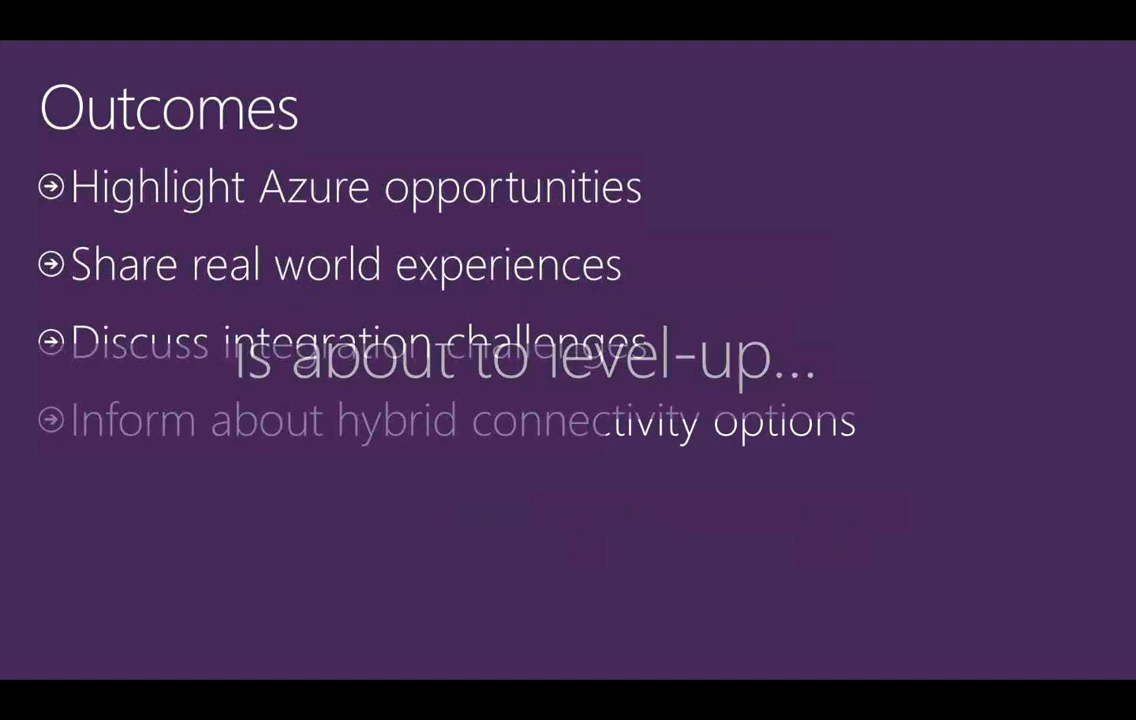 Outcomes
Highlight Azure opportunities
Share real world experiences
Discuss integration challenges
is about to level-up...
Inform about hybrid connectivity options